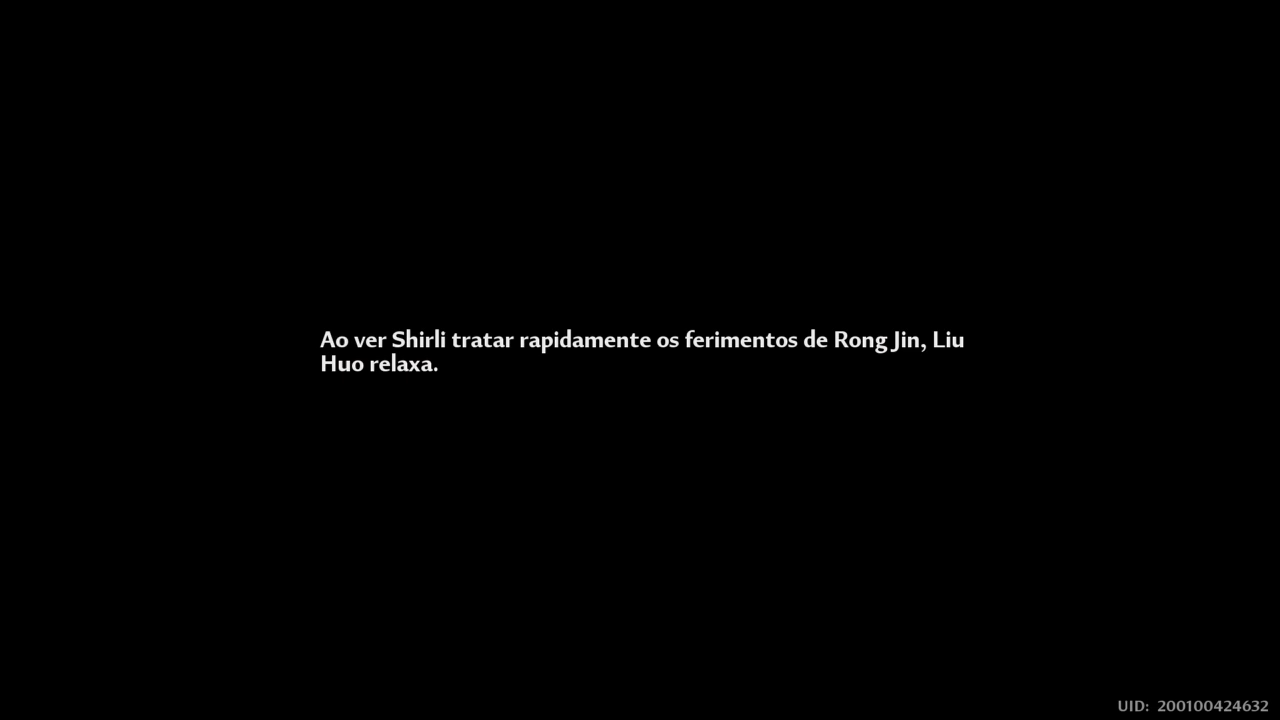 Ao ver Shirli tratar rapidamente os ferimentos de Rong Jin, Liu
Huo relaxa.
UID: 200100424632